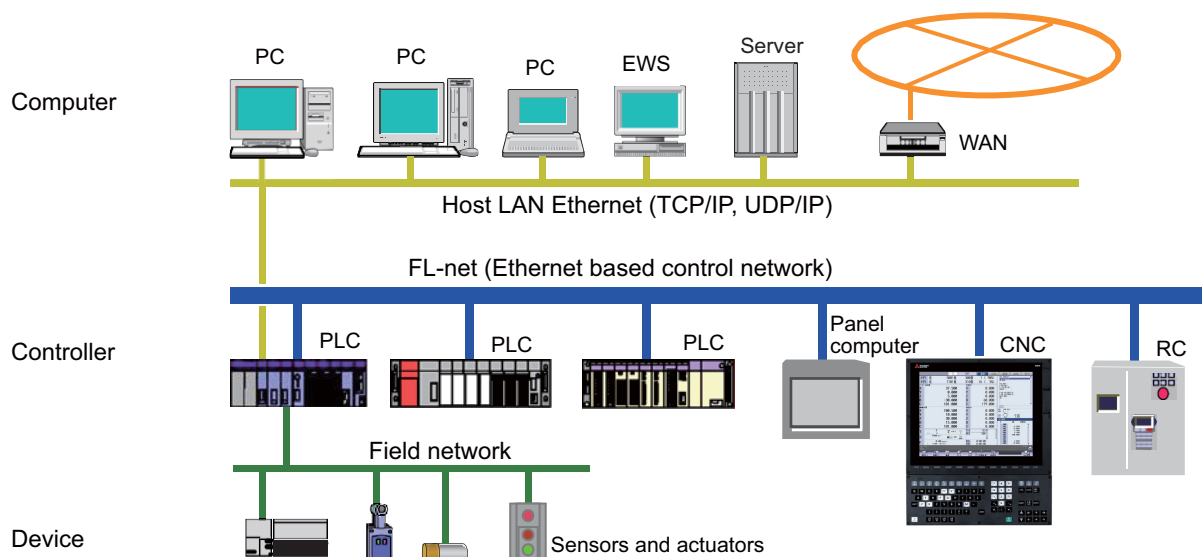 Computer
PC
PC
PC
EWS
Server
WAN
Host LAN Ethernet (TCP/IP, UDP/IP)
FL-net (Ethernet based control network)
Controller
PLC
PLC
PLC
Panel
computer
CNC
RC
Field network
Device
Sensors and actuators